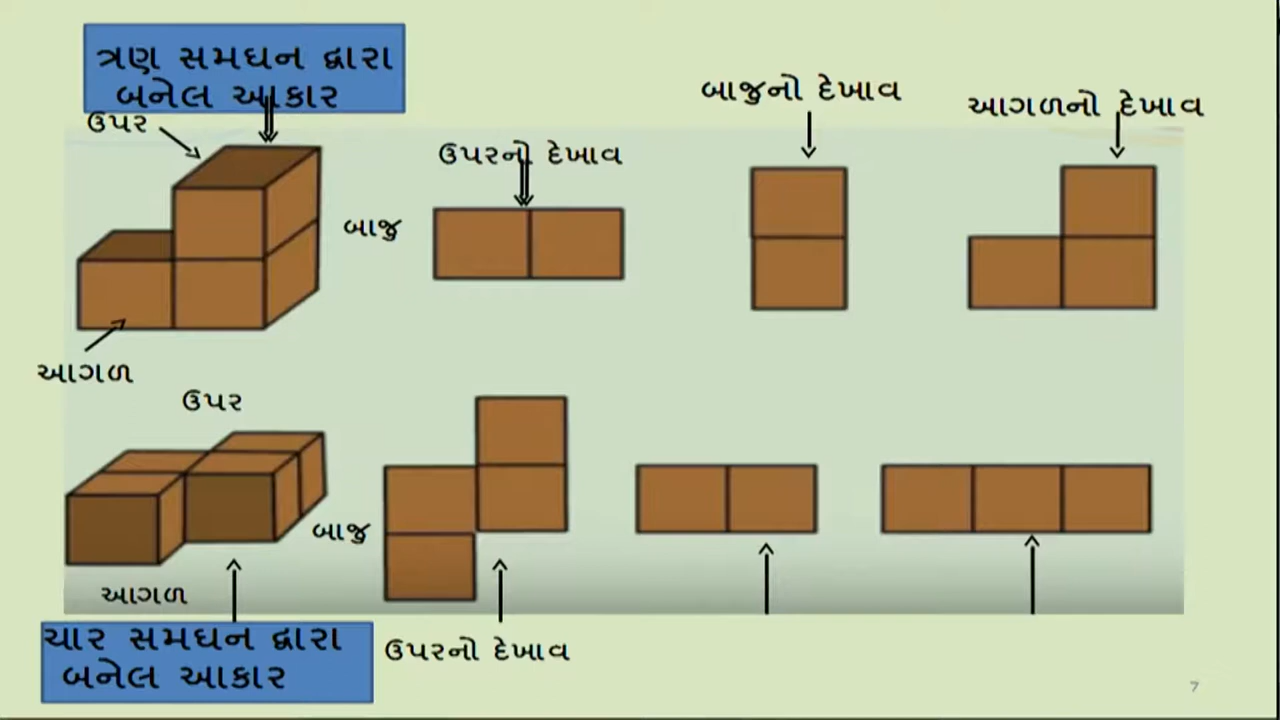 ત્રણ સમઘન દ્વારા
બનેલ આકાર
ઉપર
બાજુ
આગળ
ઉપરનો દેખાવ
બાજુનો દેખાવ
આગળનો દેખાવ
ઉપર
બાજુ
આગળ
ચાર સમઘન દ્વારા
બનેલ આકાર
ઉપરનો દેખાવ
7